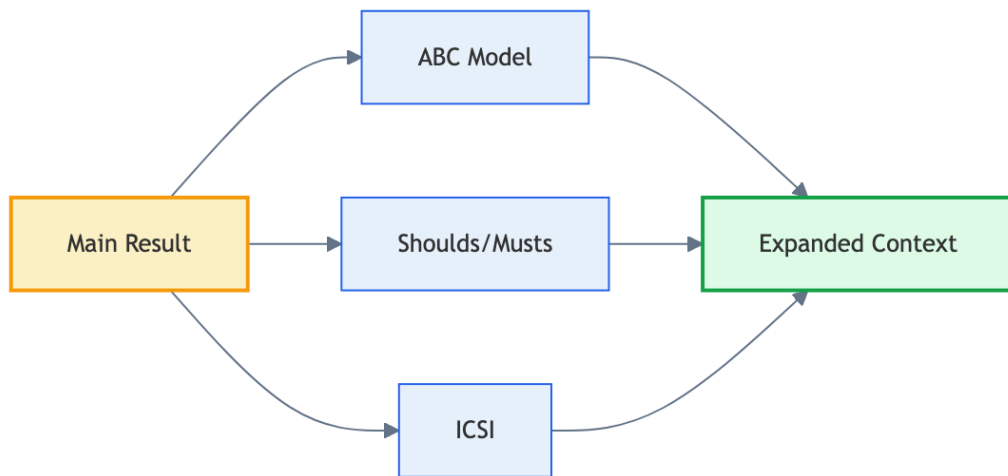 ABC Model
Main Result
Shoulds/Musts
Expanded Context
ICSI